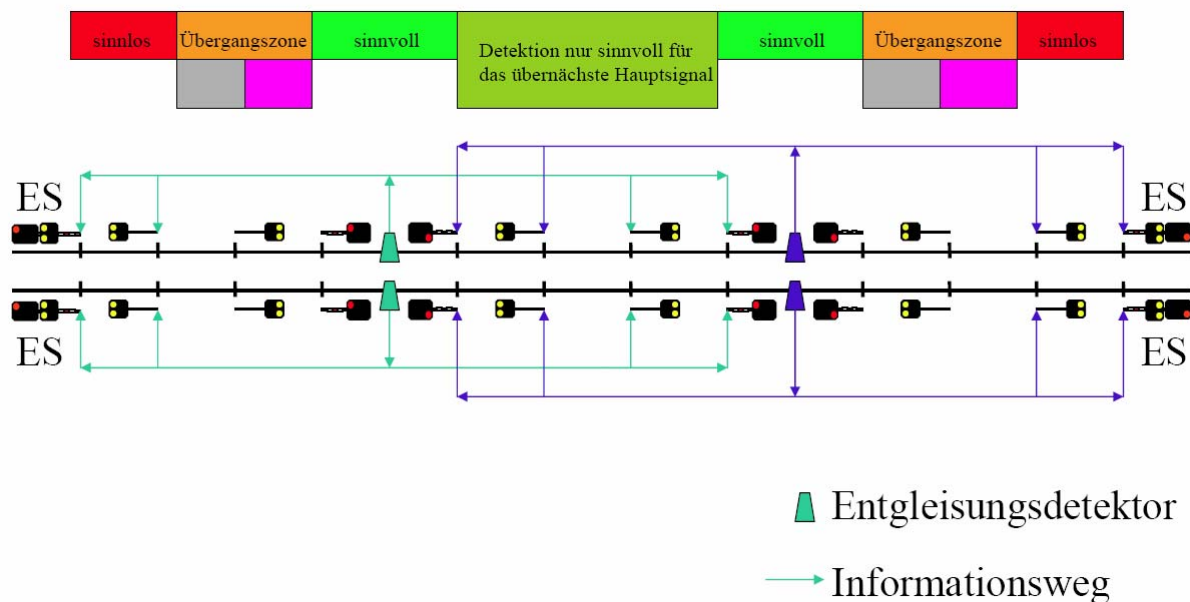 sinnlos Übergangszone sinnvoll Detektion nur sinnvoll für sinnvoll Übergangszone sinnlos
das übernächste Hauptsignal
ES ES
ES ES
Entgleisungsdetektor
Informationsweg